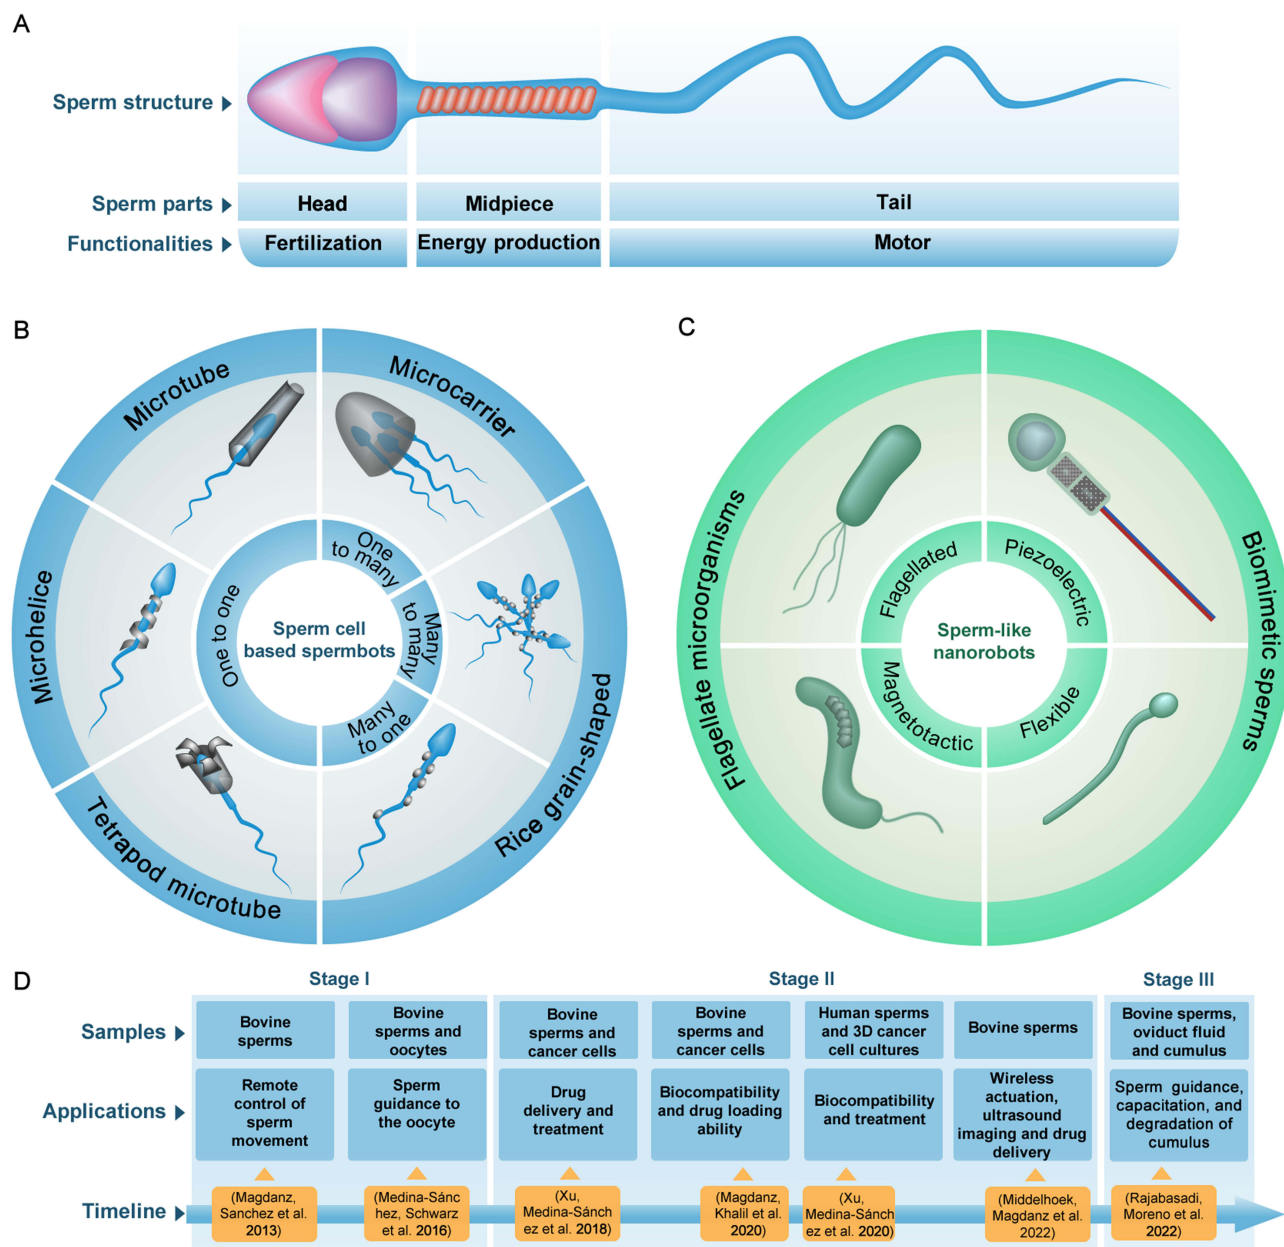 A
Sperm structure
Sperm parts
Head
Midpiece
Tail
Functionalities
Fertilization
Energy production
Motor
B
Microtube
Microcarrier
Microhelice
Tetrapod microtube
Rice grain-shaped
One to one
One
to many
Many
to many
Many
to one
Sperm cell
based spermbots
C
Flagellate microorganisms
Biomimetic sperms
Flagellated
Piezoelectric
Magnetotactic
Flexible
Sperm-like
nanorobots
D
Stage I
Stage II
Stage III
Samples
Bovine
sperms
Bovine
sperms and
oocytes
Bovine
sperms and
cancer cells
Bovine
sperms and
cancer cells
Human sperms
and 3D cancer
cell cultures
Bovine sperms
Bovine sperms,
oviduct fluid
and cumulus
Applications
Remote
control of
sperm
movement
Sperm
guidance to
the oocyte
Drug
delivery and
treatment
Biocompatibility
and drug loading
ability
Biocompatibility
and treatment
Wireless
actuation,
ultrasound
imaging and drug
delivery
Sperm guidance,
capacitation, and
degradation of
cumulus
Timeline
(Magdanz,
Sanchez et al.
2013)
(Medina-Sánc
hez, Schwarz
et al. 2016)
(Xu,
Medina-Sánch
ez et al. 2018)
(Magdanz,
Khalil et al.
2020)
(Xu,
Medina-Sánch
ez et al. 2020)
(Middelhoek,
Magdanz et al.
2022)
(Rajabasadi,
Moreno et al.
2022)